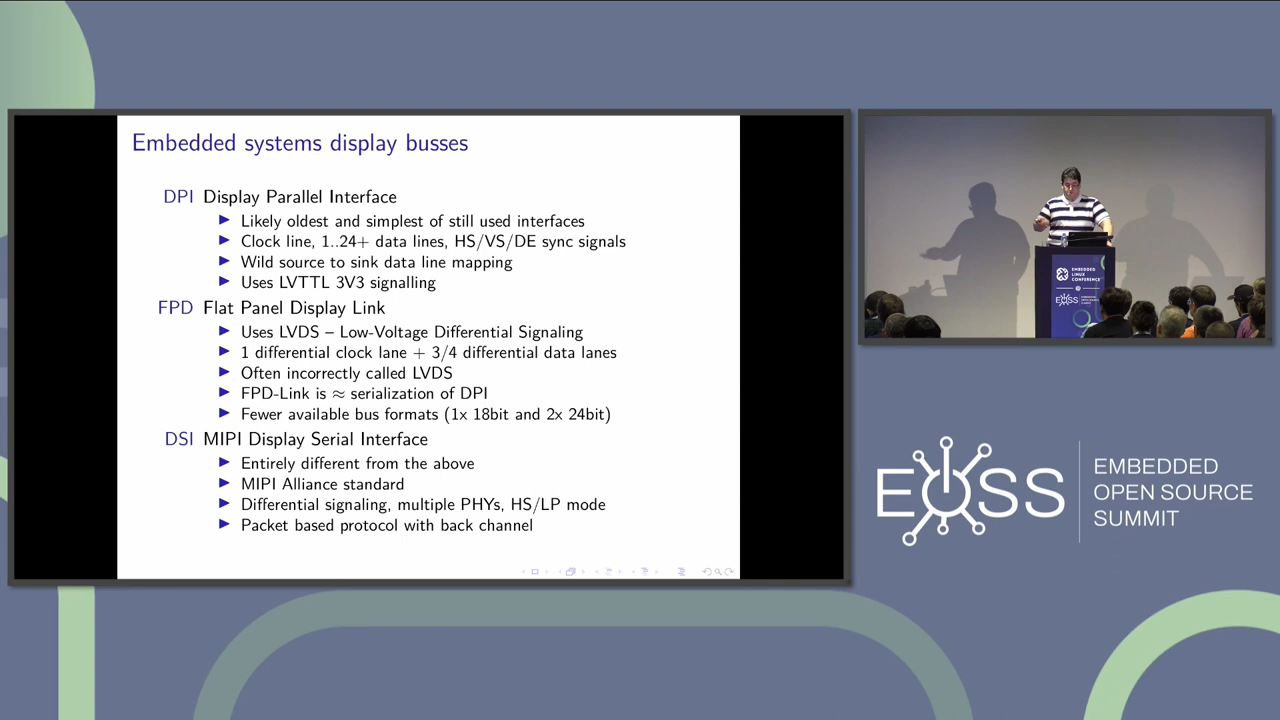 Embedded systems display busses
DPI Display Parallel Interface
Likely oldest and simplest of still used interfaces
Clock line, 1..24+ data lines, HS/VS/DE sync signals
Wild source to sink data line mapping
Uses LVTTL 3V3 signalling
FPD Flat Panel Display Link
Uses LVDS – Low-Voltage Differential Signaling
1 differential clock lane + 3/4 differential data lanes
Often incorrectly called LVDS
FPD-Link is ≈ serialization of DPI
Fewer available bus formats (1x 18bit and 2x 24bit)
DSI MIPI Display Serial Interface
Entirely different from the above
MIPI Alliance standard
Differential signaling, multiple PHYs, HS/LP mode
Packet based protocol with back channel
EMBEDDED
LINUX
CONFERENCE
EOSS
EOSS
EMBEDDED
OPEN SOURCE
SUMMIT